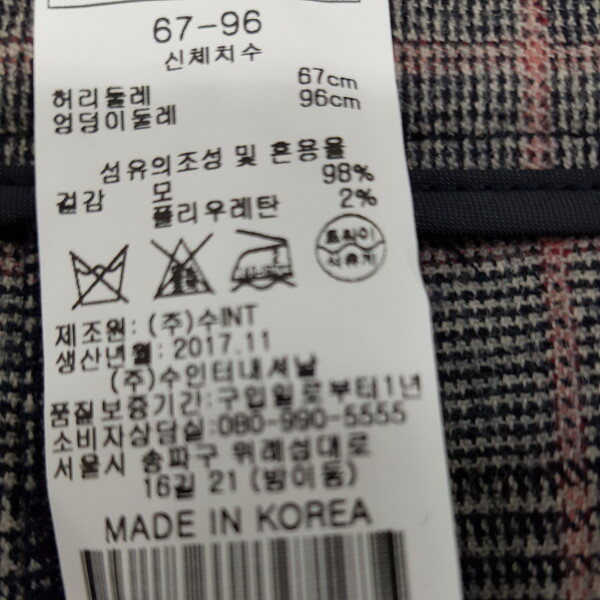 67-96
신체치수
허리둘레 67cm
엉덩이둘레 96cm
섬유의조성 및 혼용율
겉감 모 98%
폴리우레탄 2%
드라이
석유계
제조원: (주)수INT
생산년월: 2017.11
(주)수인터내셔날
품질보증기간:구입일로부터1년
소비자상담실:080-990-5555
서울시 송파구 위례성대로
16길 21 (방이동)
MADE IN KOREA